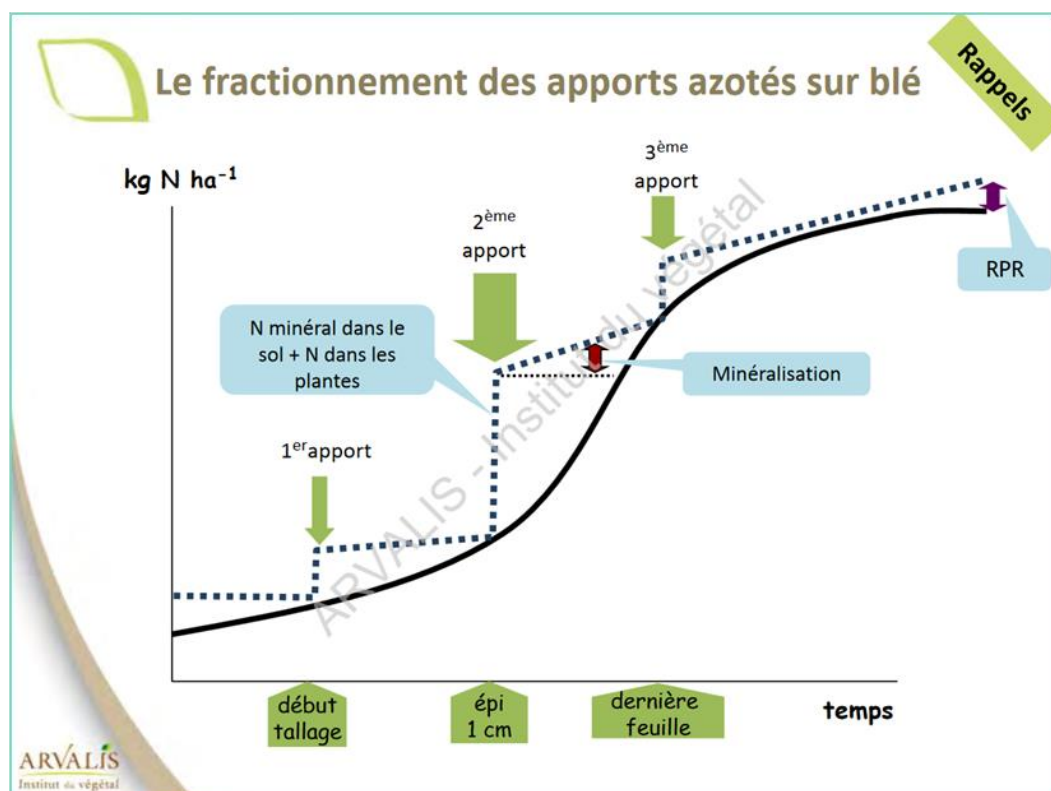 Le fractionnement des apports azotés sur blé
Rappels
kg N ha⁻¹
3ème
apport
2ème
apport
RPR
N minéral dans le
sol + N dans les
plantes
Minéralisation
1er apport
ARVALIS - Institut du végétal
début
tallage
épi
1 cm
dernière
feuille
temps
ARVALIS
Institut du végétal